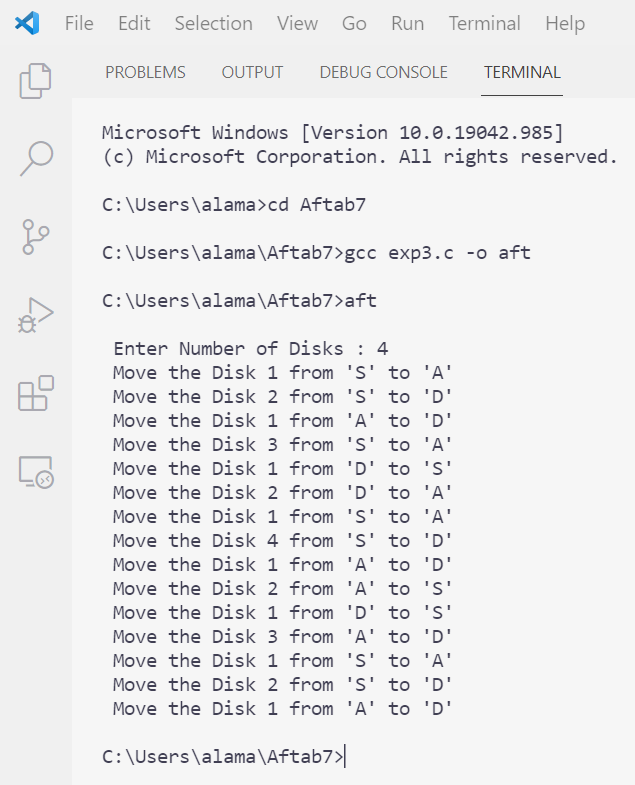 File Edit Selection View Go Run Terminal Help
PROBLEMS OUTPUT DEBUG CONSOLE TERMINAL
Microsoft Windows [Version 10.0.19042.985]
(c) Microsoft Corporation. All rights reserved.
C:\Users\alama>cd Aftab7
C:\Users\alama\Aftab7>gcc exp3.c -o aft
C:\Users\alama\Aftab7>aft
Enter Number of Disks : 4
Move the Disk 1 from 'S' to 'A'
Move the Disk 2 from 'S' to 'D'
Move the Disk 1 from 'A' to 'D'
Move the Disk 3 from 'S' to 'A'
Move the Disk 1 from 'D' to 'S'
Move the Disk 2 from 'D' to 'A'
Move the Disk 1 from 'S' to 'A'
Move the Disk 4 from 'S' to 'D'
Move the Disk 1 from 'A' to 'D'
Move the Disk 2 from 'A' to 'S'
Move the Disk 1 from 'D' to 'S'
Move the Disk 3 from 'A' to 'D'
Move the Disk 1 from 'S' to 'A'
Move the Disk 2 from 'S' to 'D'
Move the Disk 1 from 'A' to 'D'
C:\Users\alama\Aftab7>